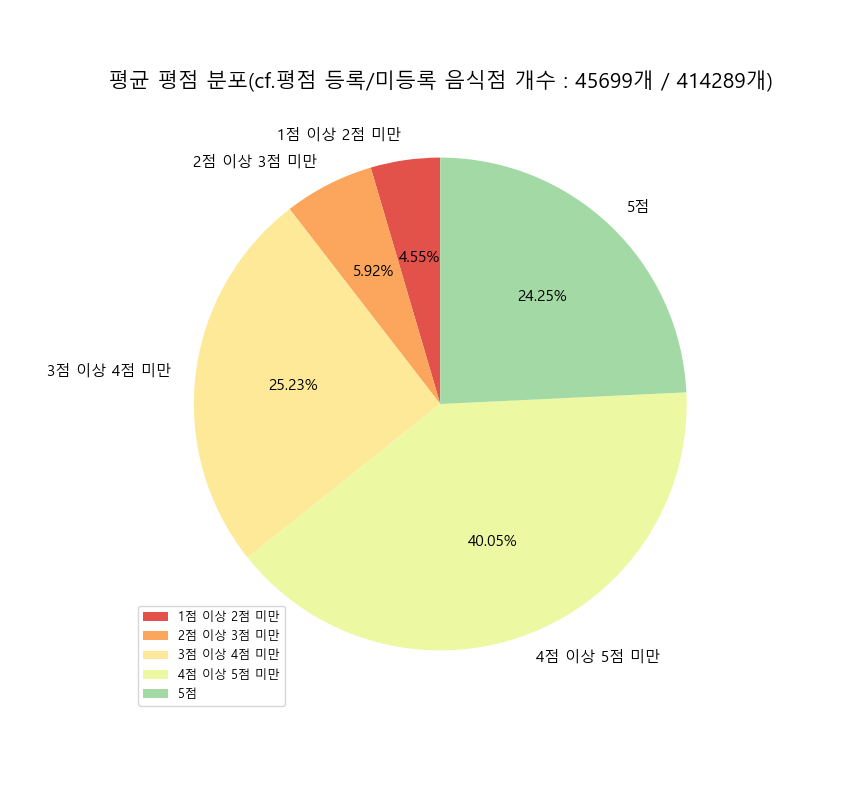 평균 평점 분포(cf.평점 등록/미등록 음식점 개수 : 45699개 / 414289개)
1점 이상 2점 미만
2점 이상 3점 미만
5점
4.55%
5.92%
24.25%
3점 이상 4점 미만
25.23%
40.05%
4점 이상 5점 미만
1점 이상 2점 미만
2점 이상 3점 미만
3점 이상 4점 미만
4점 이상 5점 미만
5점